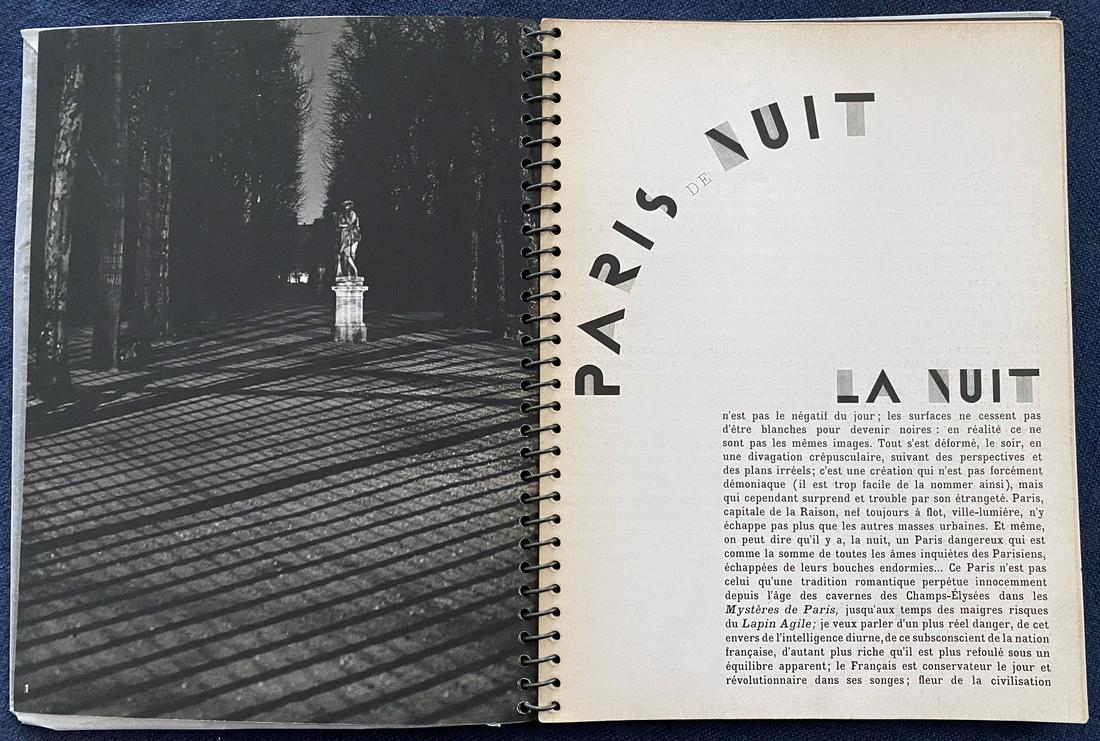 1
PARIS DE NUIT
LA NUIT
n'est pas le négatif du jour ; les surfaces ne cessent pas
d'être blanches pour devenir noires : en réalité ce ne
sont pas les mêmes images. Tout s'est déformé, le soir, en
une divagation crépusculaire, suivant des perspectives et
des plans irréels ; c'est une création qui n'est pas forcément
démoniaque (il est trop facile de la nommer ainsi), mais
qui cependant surprend et trouble par son étrangeté. Paris,
capitale de la Raison, nef toujours à flot, ville-lumière, n'y
échappe pas plus que les autres masses urbaines. Et même,
on peut dire qu'il y a, la nuit, un Paris dangereux qui est
comme la somme de toutes les âmes inquiètes des Parisiens,
échappées de leurs bouches endormies... Ce Paris n'est pas
celui qu'une tradition romantique perpétue innocemment
depuis l'âge des cavernes des Champs-Élysées dans les
Mystères de Paris, jusqu'aux temps des maigres risques
du Lapin Agile ; je veux parler d'un plus réel danger, de cet
envers de l'intelligence diurne, de ce subsconscient de la nation
française, d'autant plus riche qu'il est plus refoulé sous un
équilibre apparent ; le Français est conservateur le jour et
révolutionnaire dans ses songes ; fleur de la civilisation